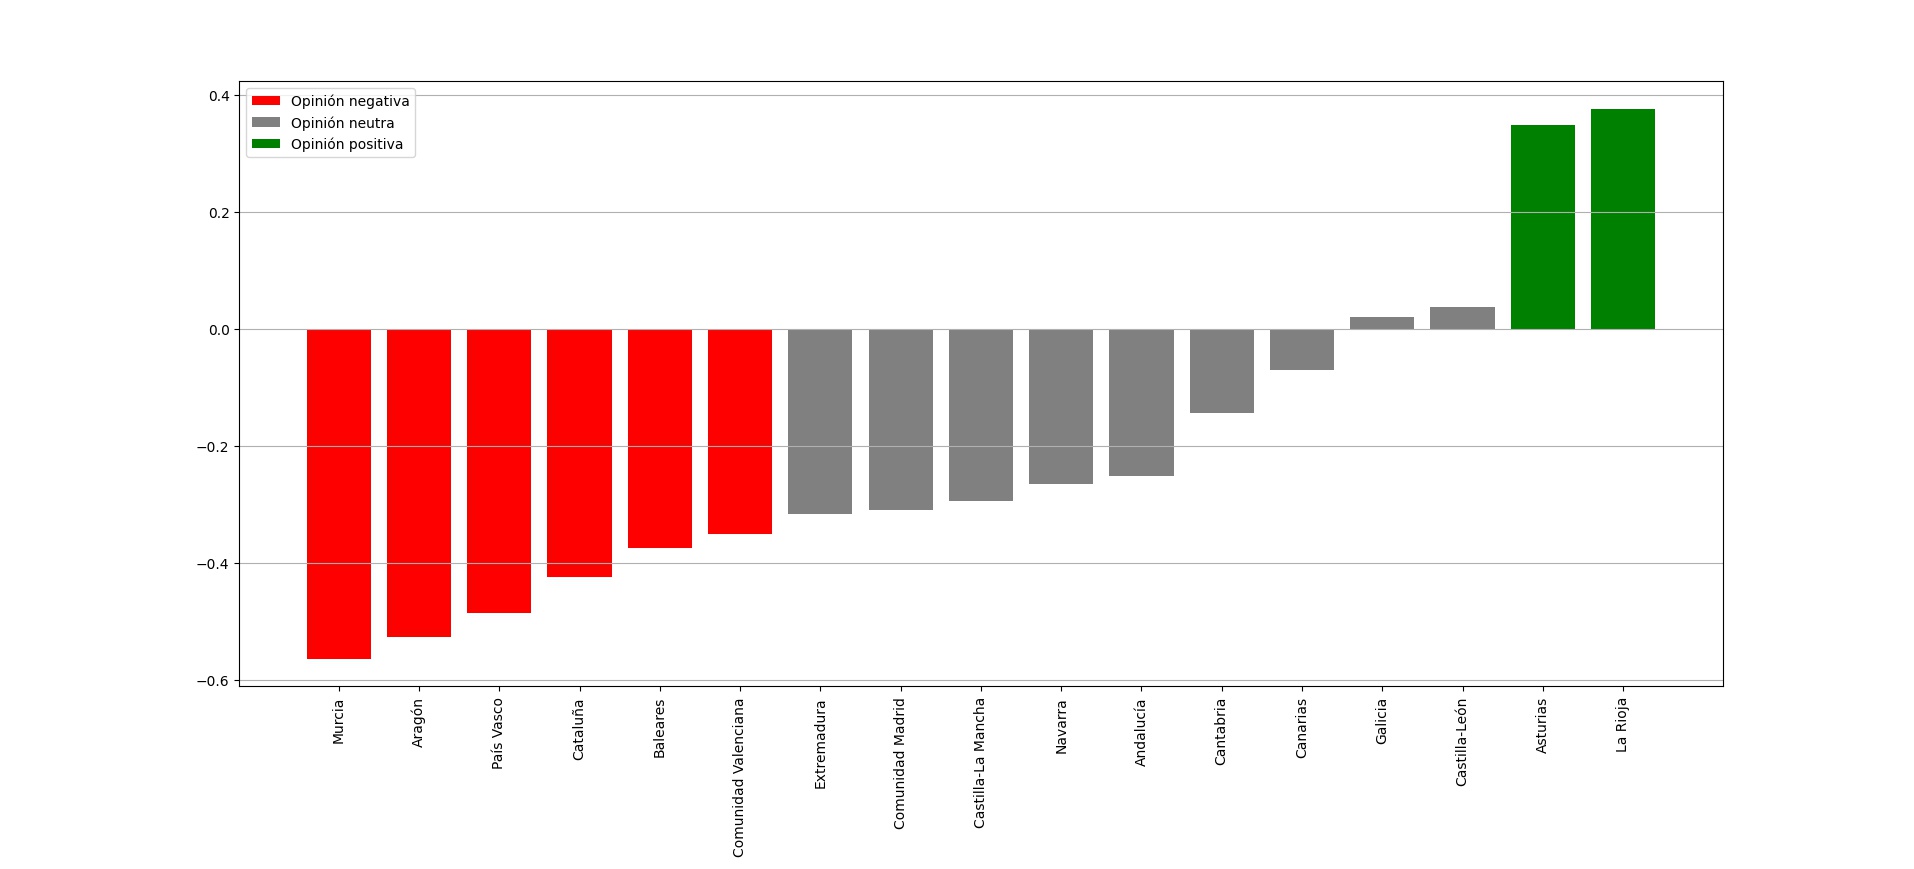 Opinión negativa
Opinión neutra
Opinión positiva
0.4
0.2
0.0
−0.2
−0.4
−0.6
Murcia
Aragón
País Vasco
Cataluña
Baleares
Comunidad Valenciana
Extremadura
Comunidad Madrid
Castilla-La Mancha
Navarra
Andalucía
Cantabria
Canarias
Galicia
Castilla-León
Asturias
La Rioja